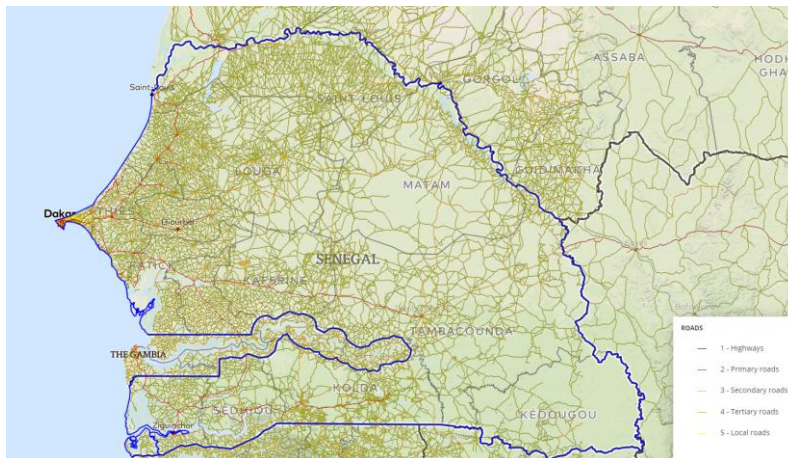 ASSABA
HODH
GHA
GORGOL
Saint-Louis
SAINT-LOUIS
GUIDIMAKHA
LOUGA
MATAM
Dakar
Diourbel
SENEGAL
KAFFRINE
TAMBACOUNDA
THE GAMBIA
KOLDA
SEDHIOU
KEDOUGOU
Ziguinchor
ROADS
1 - Highways
2 - Primary roads
3 - Secondary roads
4 - Tertiary roads
5 - Local roads